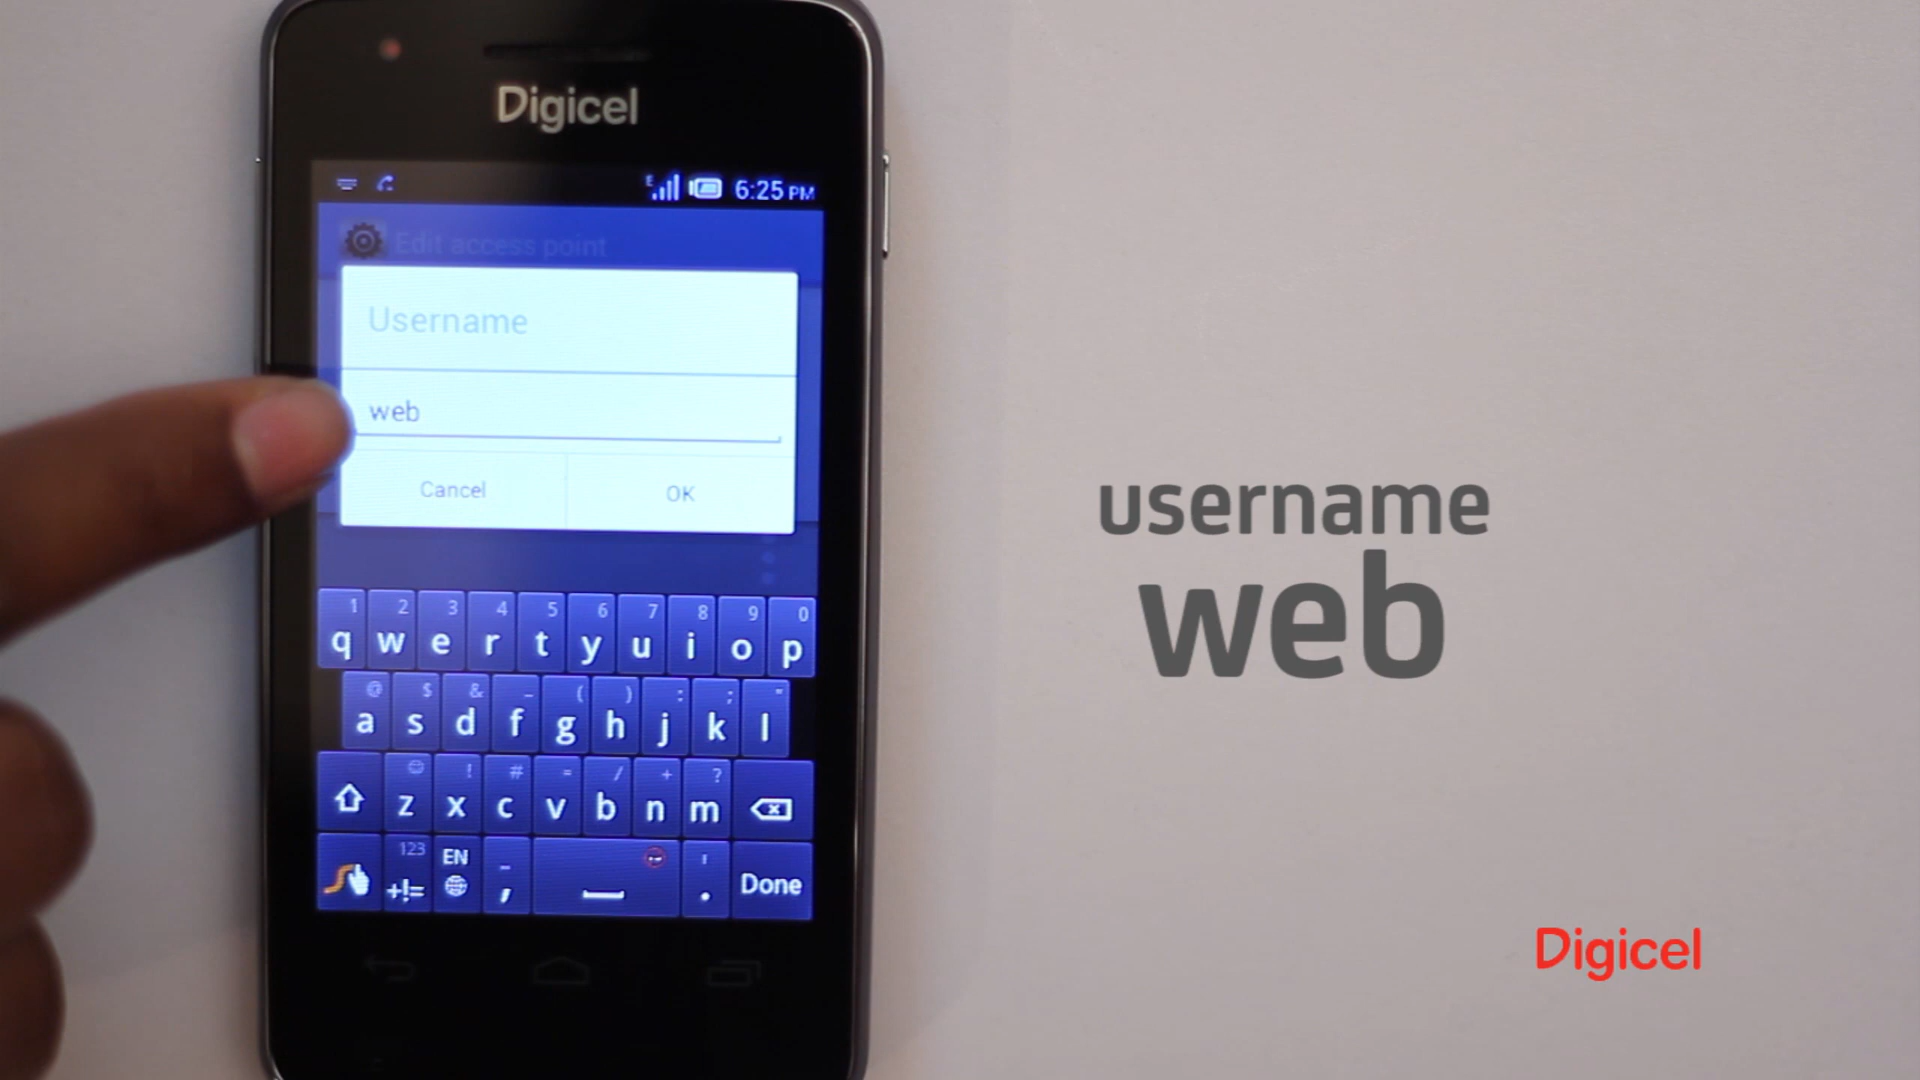 Digicel
E 6:25 PM
Edit access point
Username
web
Cancel
OK
1 2 3 4 5 6 7 8 9 0
q w e r t y u i o p
@ $ & _ ( ) : ; "
a s d f g h j k l
! # = / + ?
z x c v b n m
123 EN
+!= _ , ' . Done
username
web
Digicel